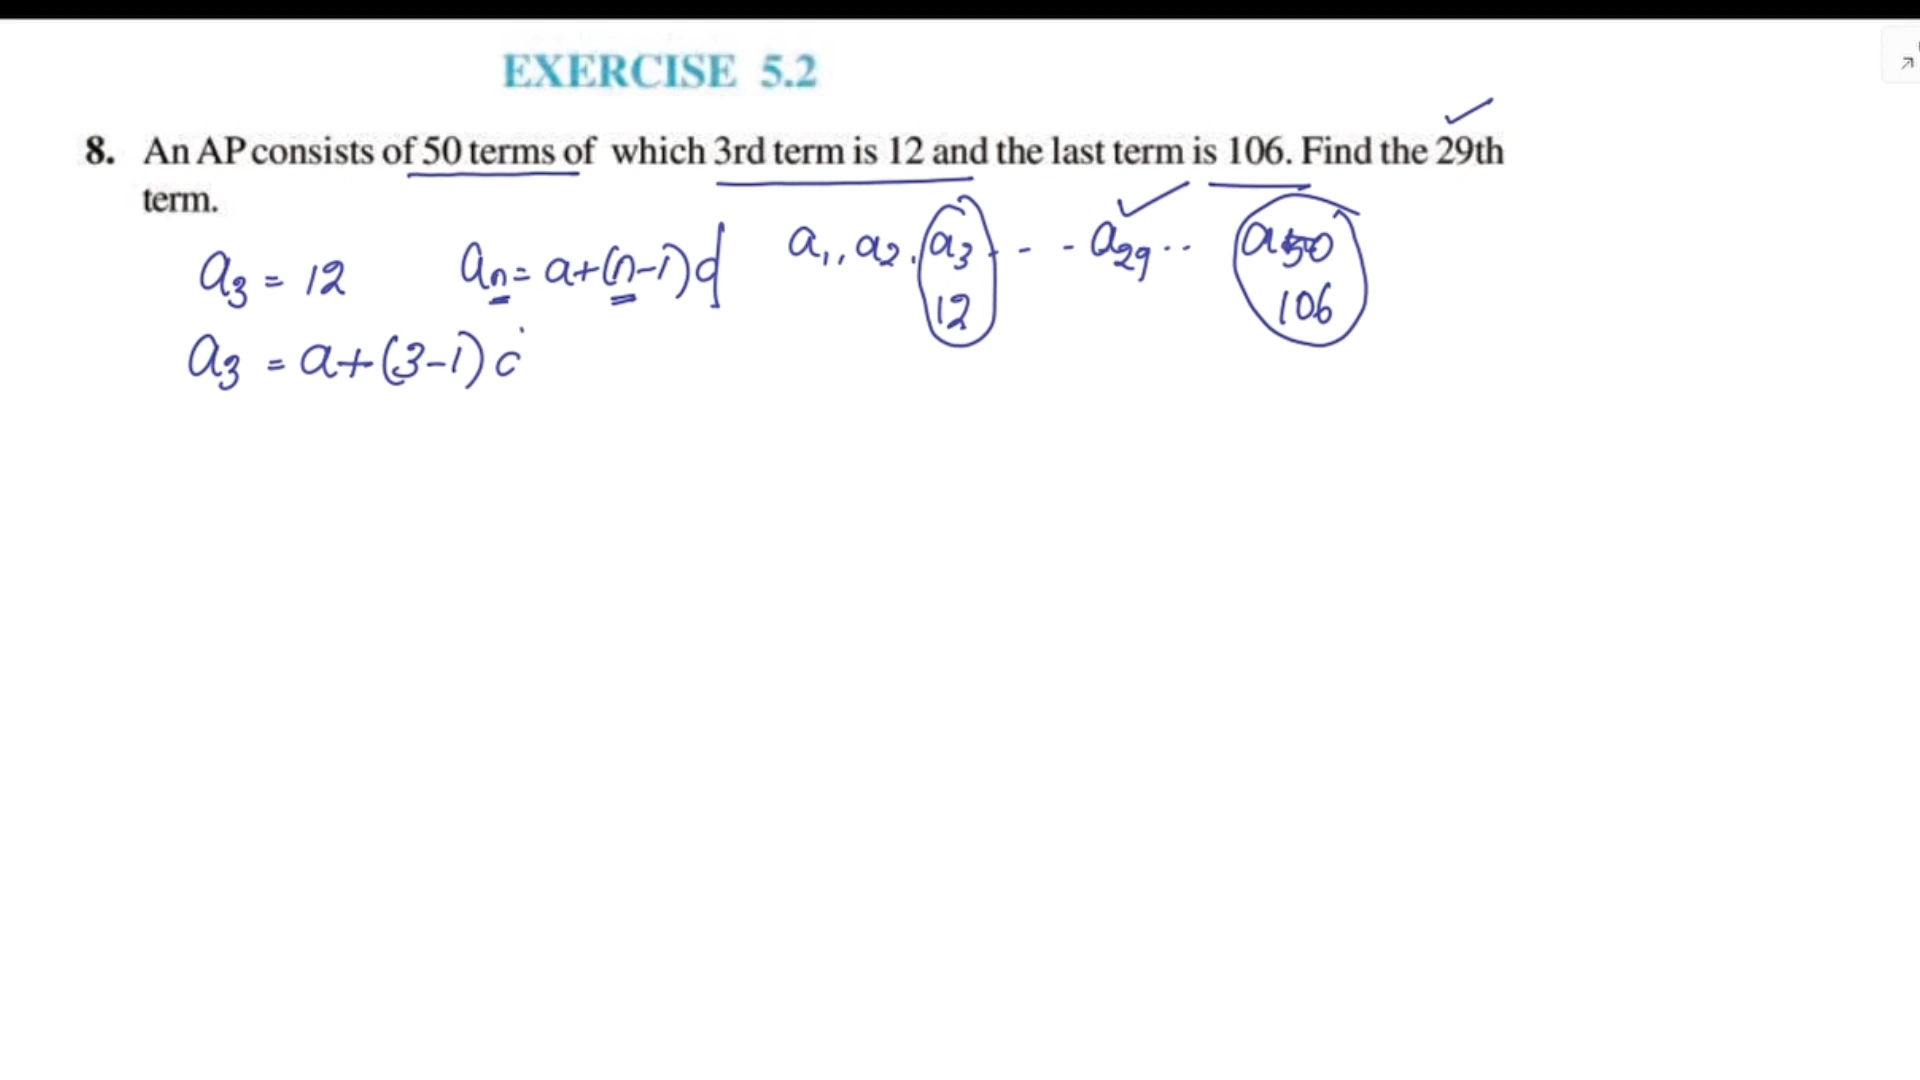 EXERCISE 5.2
8. An AP consists of 50 terms of which 3rd term is 12 and the last term is 106. Find the 29th
term.
a₃ = 12 aₙ = a+(n-1)d a₁, a₂, a₃ - - a₂₉ .. a₅₀
12 106
a₃ = a+(3-1)c